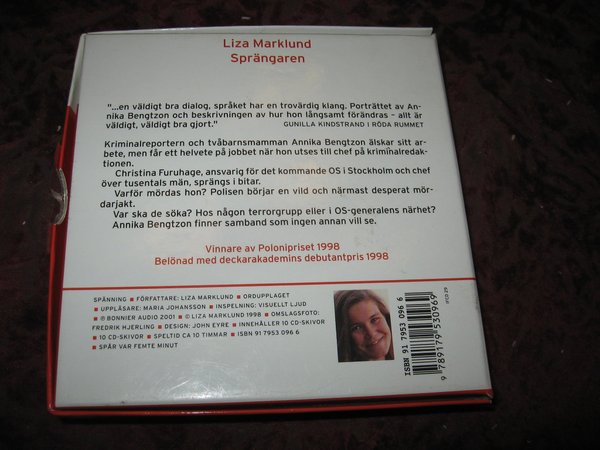 Liza Marklund
Sprängaren
"...en väldigt bra dialog, språket har en trovärdig klang. Porträttet av An-
nika Bengtzon och beskrivningen av hur hon långsamt förändras – allt är
väldigt, väldigt bra gjort."
GUNILLA KINDSTRAND I RÖDA RUMMET
Kriminalreportern och tvåbarnsmamman Annika Bengtzon älskar sitt ar-
bete, men får ett helvete på jobbet när hon utses till chef på kriminalredak-
tionen.
Christina Furuhage, ansvarig för det kommande OS i Stockholm och chef
över tusentals män, sprängs i bitar.
Varför mördas hon? Polisen börjar en vild och närmast desperat mör-
darjakt.
Var ska de söka? Hos någon terrorgrupp eller i OS-generalens närhet?
Annika Bengtzon finner samband som ingen annan vill se.
Vinnare av Polonipriset 1998
Belönad med deckarakademins debutantpris 1998
SPÄNNING ■ FÖRFATTARE: LIZA MARKLUND ■ ORDUPPLAGET
■ UPPLÄSARE: MARIA JOHANSSON ■ INSPELNING: VISUELLT LJUD
■ ℗ BONNIER AUDIO 2001 ■ © LIZA MARKLUND 1998 ■ OMSLAGSFOTO:
FREDRIK HJERLING ■ DESIGN: JOHN EYRE ■ INNEHÅLLER 10 CD-SKIVOR
■ 10 CD-SKIVOR ■ SPELTID CA 10 TIMMAR ■ ISBN 91 7953 096 6
■ SPÅR VAR FEMTE MINUT
ISBN 91 7953 096 6
9 789179 530969